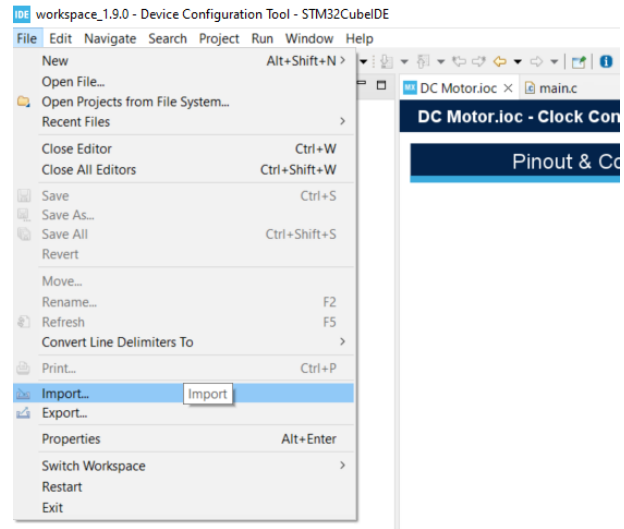 IDE workspace_1.9.0 - Device Configuration Tool - STM32CubeIDE
File Edit Navigate Search Project Run Window Help
New Alt+Shift+N >
Open File...
Open Projects from File System...
Recent Files >
Close Editor Ctrl+W
Close All Editors Ctrl+Shift+W
Save Ctrl+S
Save As...
Save All Ctrl+Shift+S
Revert
Move...
Rename... F2
Refresh F5
Convert Line Delimiters To >
Print... Ctrl+P
Import... Import
Export...
Properties Alt+Enter
Switch Workspace >
Restart
Exit
MX DC Motor.ioc × main.c
DC Motor.ioc - Clock Con
Pinout & Co